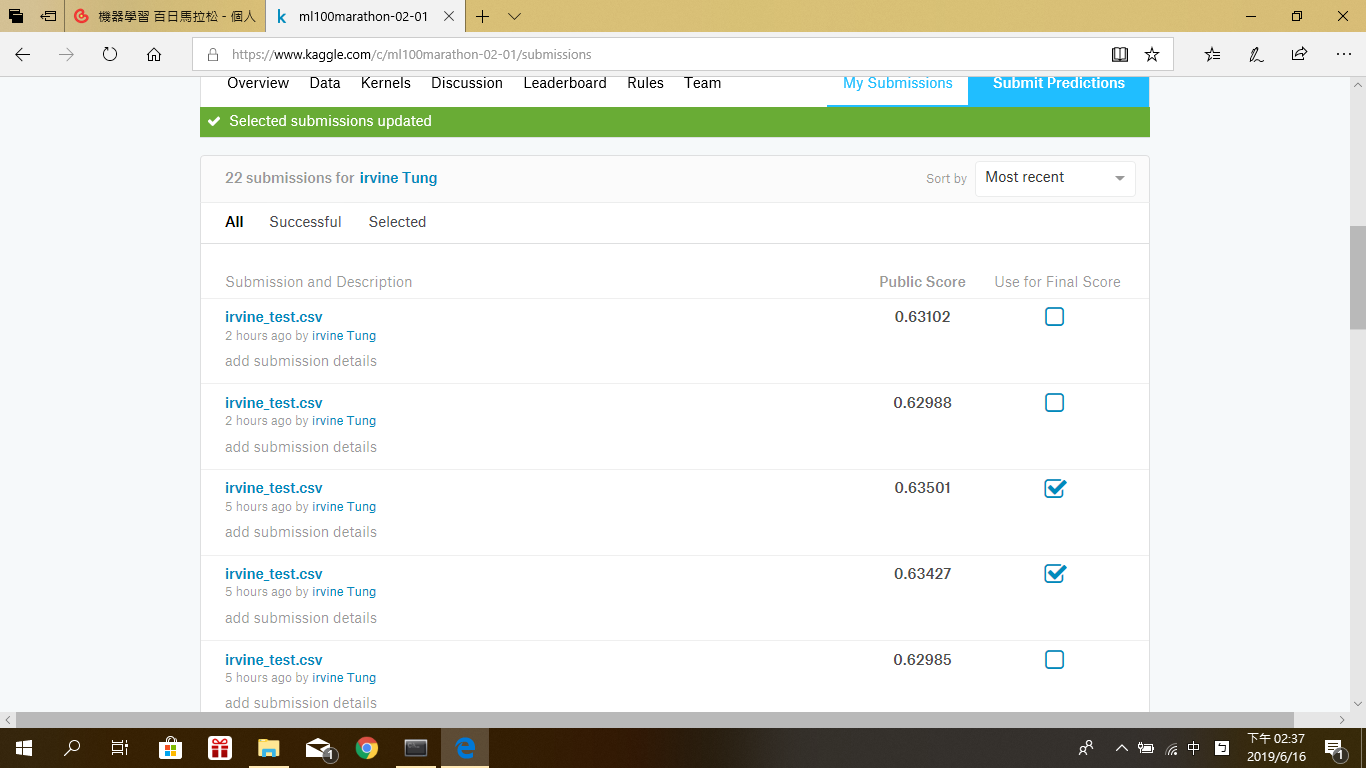 機器學習 百日馬拉松 - 個人
ml100marathon-02-01
https://www.kaggle.com/c/ml100marathon-02-01/submissions
Overview Data Kernels Discussion Leaderboard Rules Team My Submissions Submit Predictions
Selected submissions updated
22 submissions for irvine Tung
Sort by Most recent
All Successful Selected
Submission and Description Public Score Use for Final Score
irvine_test.csv 0.63102
2 hours ago by irvine Tung
add submission details
irvine_test.csv 0.62988
2 hours ago by irvine Tung
add submission details
irvine_test.csv 0.63501
5 hours ago by irvine Tung
add submission details
irvine_test.csv 0.63427
5 hours ago by irvine Tung
add submission details
irvine_test.csv 0.62985
5 hours ago by irvine Tung
add submission details
1
中
ㄅ
下午 02:37
2019/6/16
1